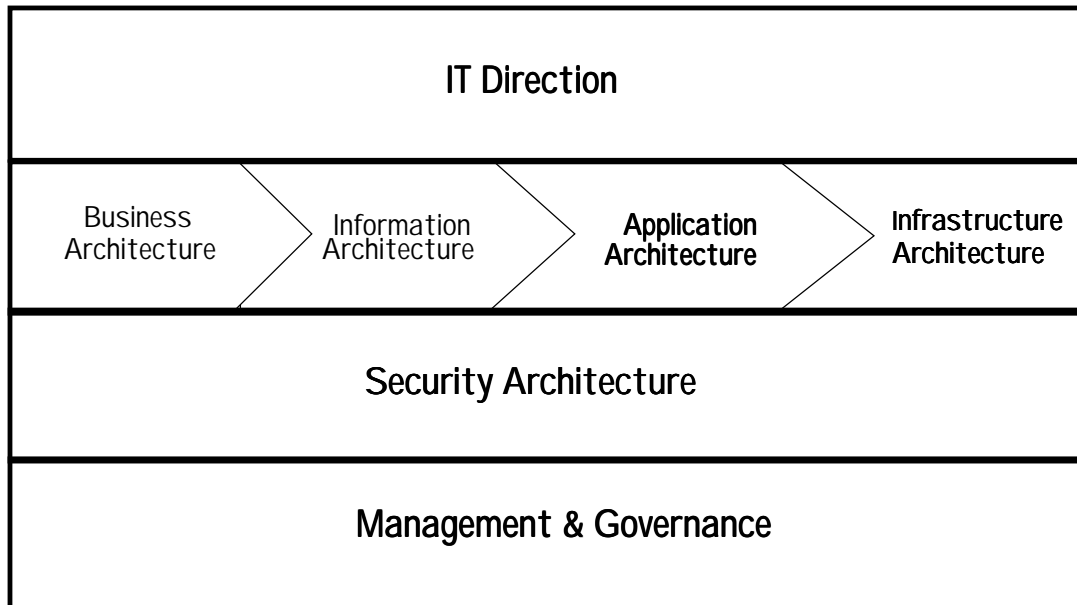 IT Direction
Business
Architecture
Information
Architecture
Application
Architecture
Infrastructure
Architecture
Security Architecture
Management & Governance